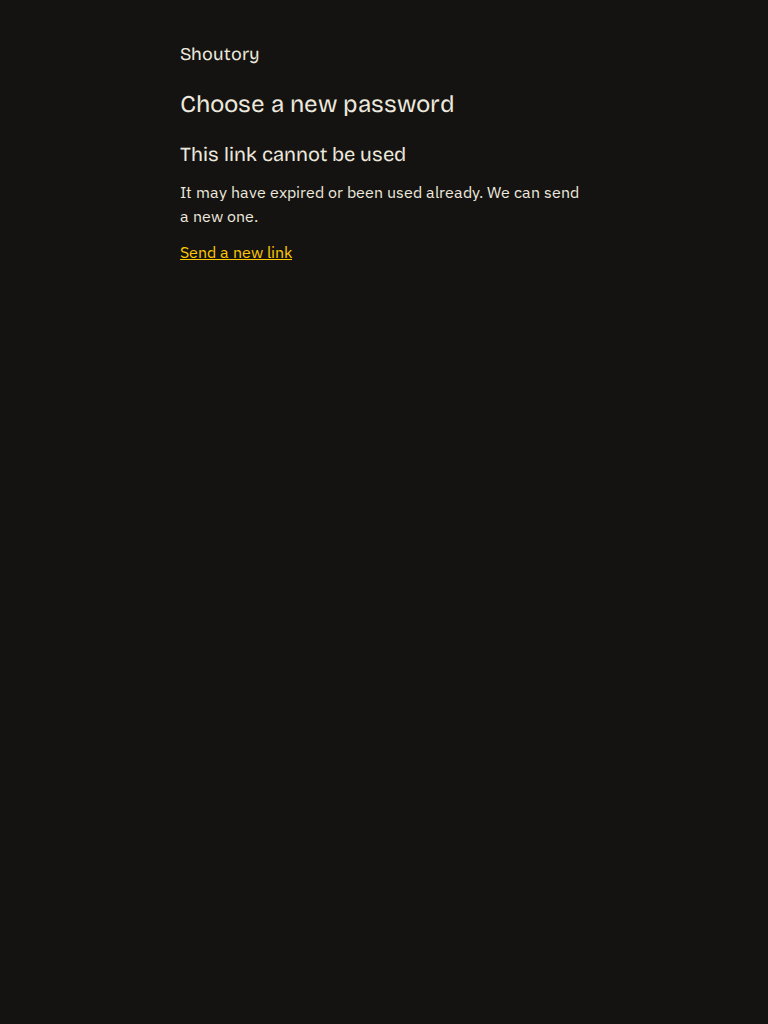 Shoutory
Choose a new password
This link cannot be used
It may have expired or been used already. We can send
a new one.
Send a new link